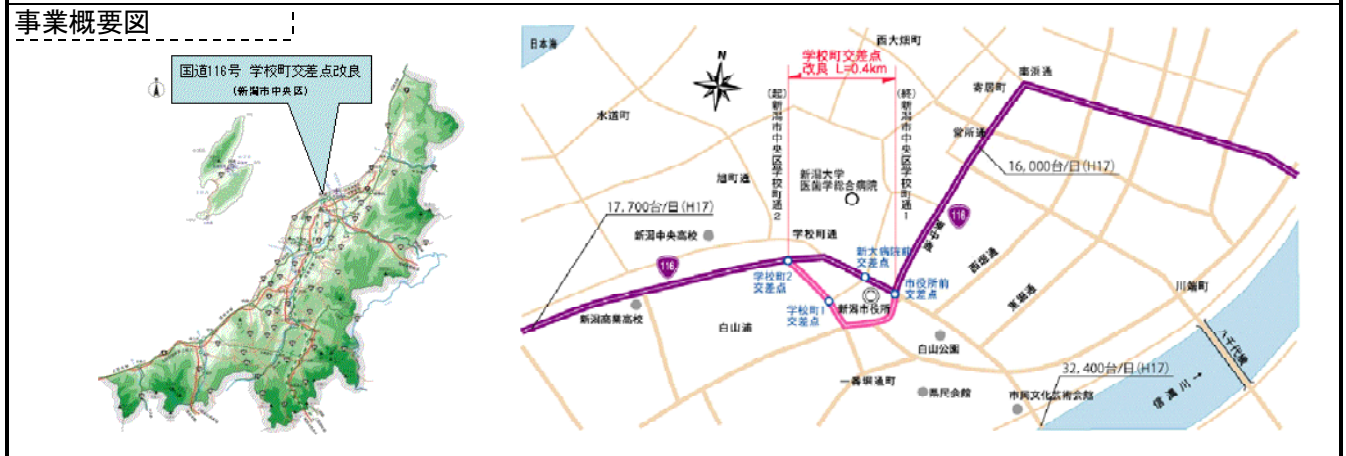 事業概要図
国道116号 学校町交差点改良
(新潟市中央区)
日本海
N
学校町交差点
改良 L=0.4km
西大畑町
(起)新潟市中央区学校町通2
(終)新潟市中央区学校町通1
寄居町
営所通
水道町
旭町通
新潟大学
医歯学総合病院
16,000台/日(H17)
17,700台/日(H17)
新潟中央高校
学校町通
116
116
新大病院前
交差点
学校町2
交差点
市役所前
交差点
東中通
西堀通
東堀通
川端町
新潟商業高校
学校町1
交差点
新潟市役所
白山浦
白山公園
八千代橋
一番堀通町
県民会館
32,400台/日(H17)
市民文化芸術会館
信濃川→